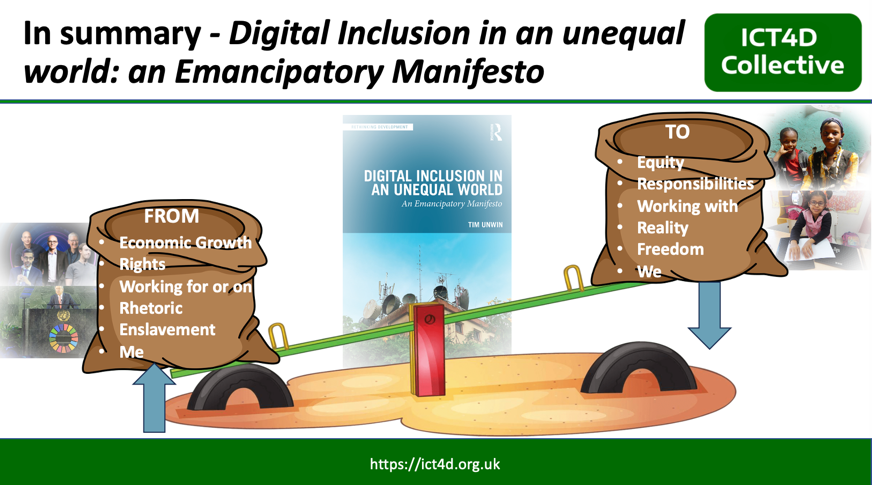 In summary - Digital Inclusion in an unequal
world: an Emancipatory Manifesto
ICT4D
Collective
RETHINKING DEVELOPMENT
R
DIGITAL INCLUSION IN
AN UNEQUAL WORLD
An Emancipatory Manifesto
TIM UNWIN
FROM
• Economic Growth
• Rights
• Working for or on
• Rhetoric
• Enslavement
• Me
TO
• Equity
• Responsibilities
• Working with
• Reality
• Freedom
• We
https://ict4d.org.uk